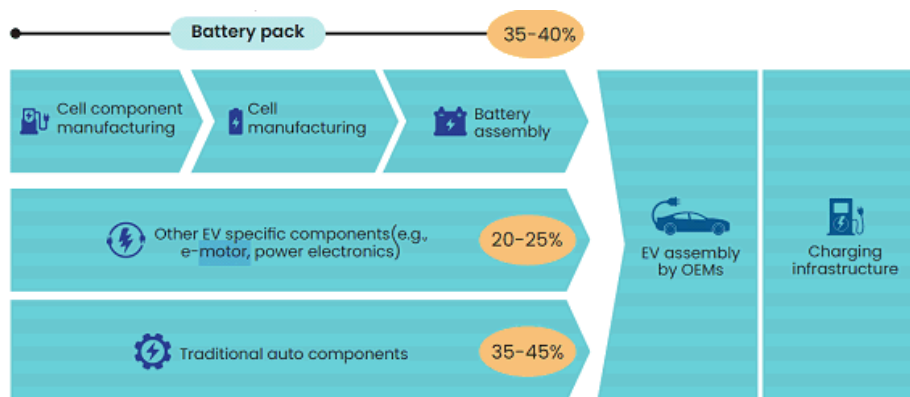 Battery pack
35-40%
Cell component
manufacturing
Cell
manufacturing
Battery
assembly
Other EV specific components(e.g.,
e-motor, power electronics)
20-25%
Traditional auto components
35-45%
EV assembly
by OEMs
Charging
infrastructure